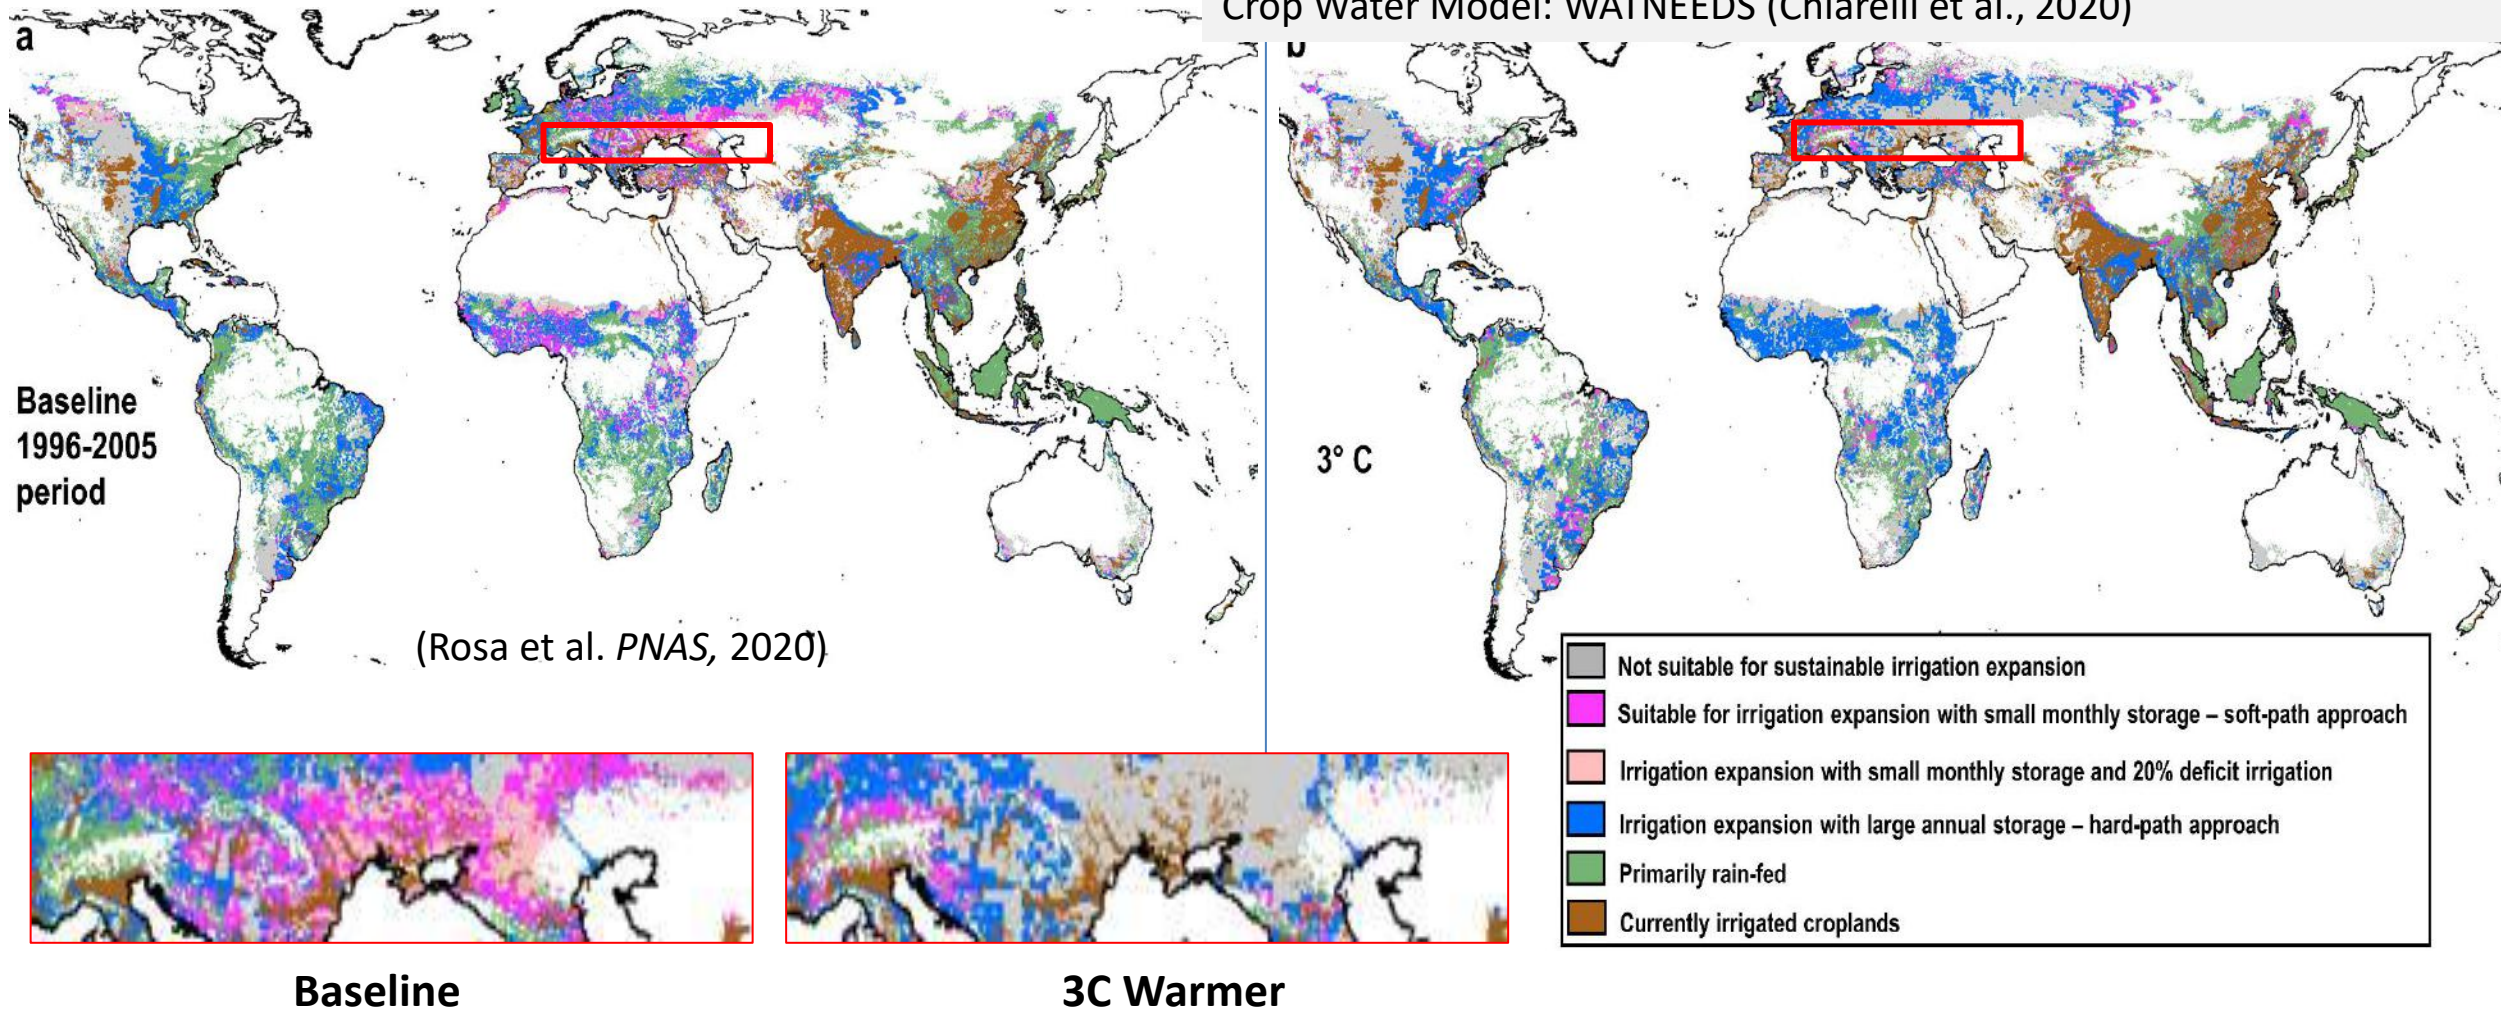 Crop Water Model: WATNEEDS (Chiarelli et al., 2020)
a
b
Baseline
1996-2005
period
3° C
(Rosa et al. PNAS, 2020)
Not suitable for sustainable irrigation expansion
Suitable for irrigation expansion with small monthly storage – soft-path approach
Irrigation expansion with small monthly storage and 20% deficit irrigation
Irrigation expansion with large annual storage – hard-path approach
Primarily rain-fed
Currently irrigated croplands
Baseline
3C Warmer